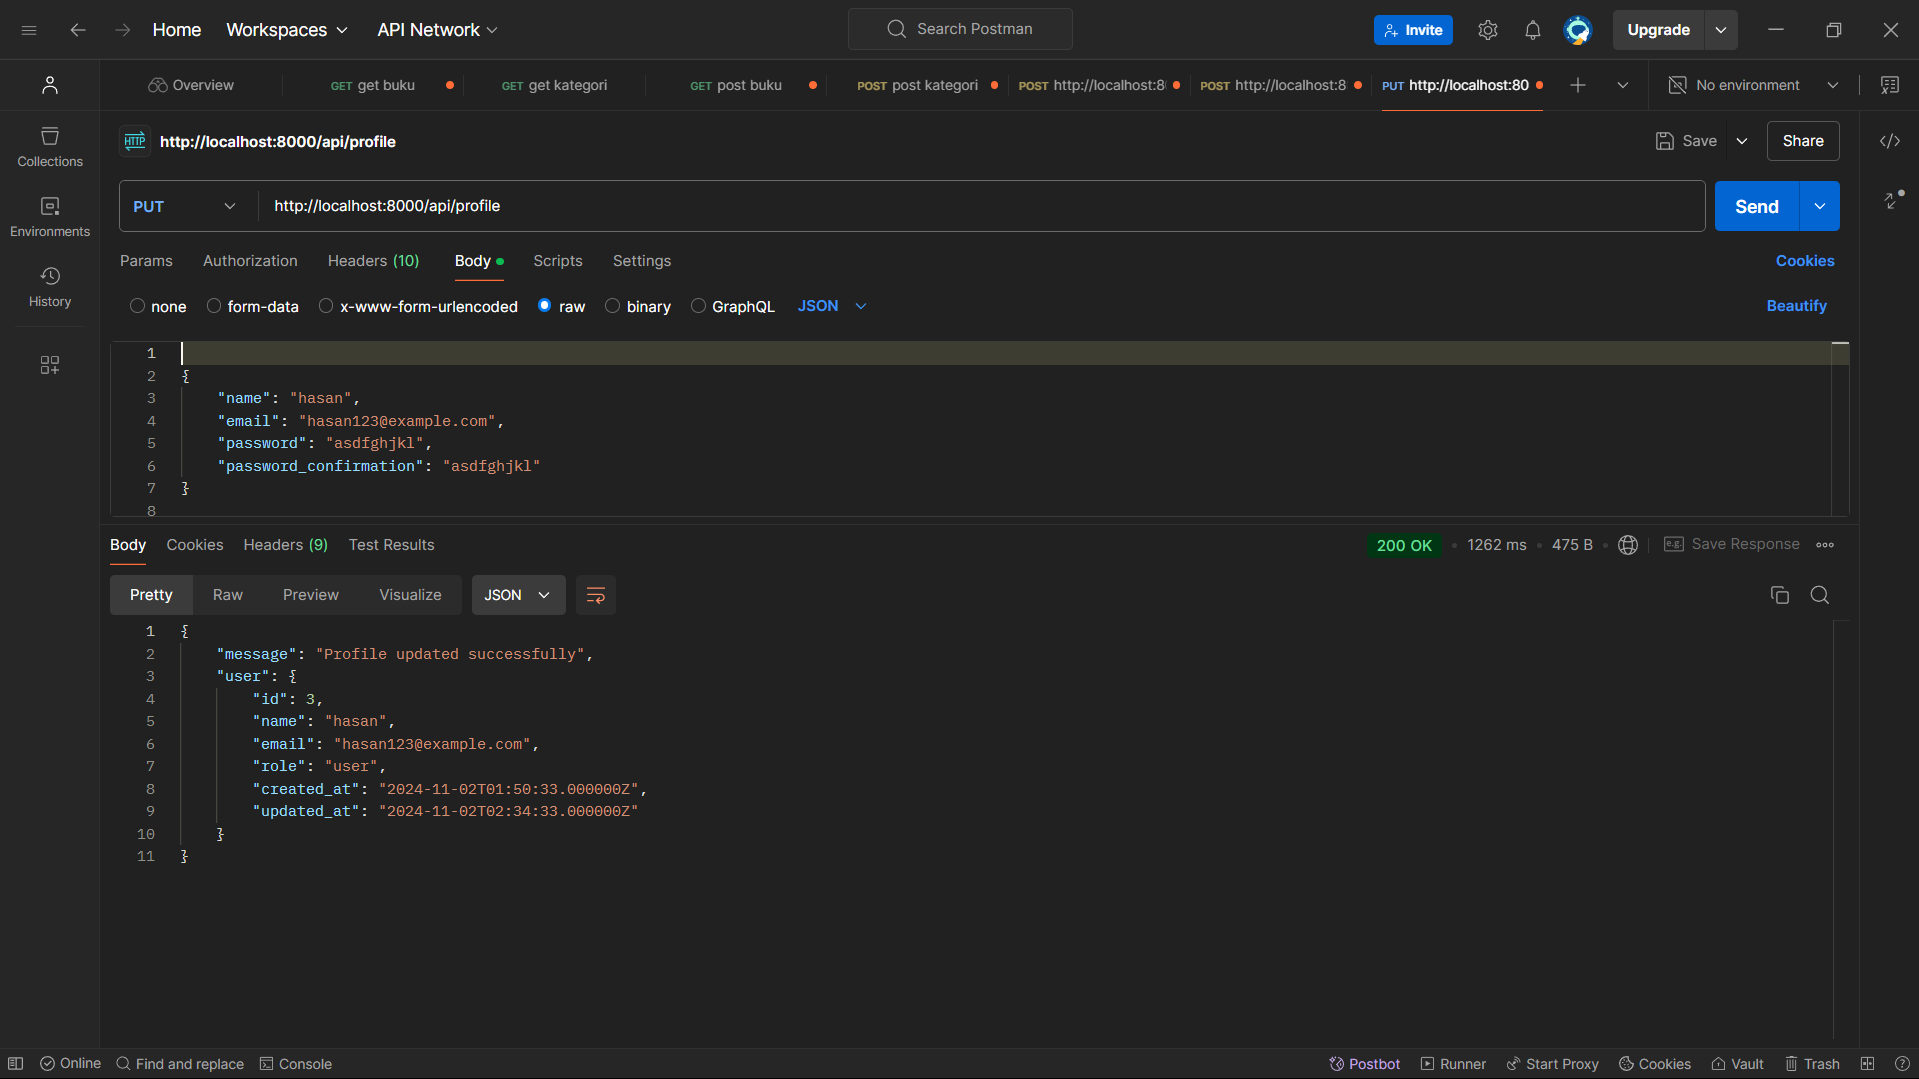 Home Workspaces API Network Search Postman Invite Upgrade
Overview GET get buku GET get kategori GET post buku POST post kategori POST http://localhost:8 POST http://localhost:8 PUT http://localhost:80 No environment
HTTP http://localhost:8000/api/profile Save Share
PUT http://localhost:8000/api/profile Send
Collections
Environments
History
Params Authorization Headers (10) Body Scripts Settings Cookies
none form-data x-www-form-urlencoded raw binary GraphQL JSON Beautify
1
2 {
3 "name": "hasan",
4 "email": "hasan123@example.com",
5 "password": "asdfghjkl",
6 "password_confirmation": "asdfghjkl"
7 }
8
Body Cookies Headers (9) Test Results 200 OK 1262 ms 475 B e.g. Save Response
Pretty Raw Preview Visualize JSON
1 {
2 "message": "Profile updated successfully",
3 "user": {
4 "id": 3,
5 "name": "hasan",
6 "email": "hasan123@example.com",
7 "role": "user",
8 "created_at": "2024-11-02T01:50:33.000000Z",
9 "updated_at": "2024-11-02T02:34:33.000000Z"
10 }
11 }
Online Find and replace Console Postbot Runner Start Proxy Cookies Vault Trash